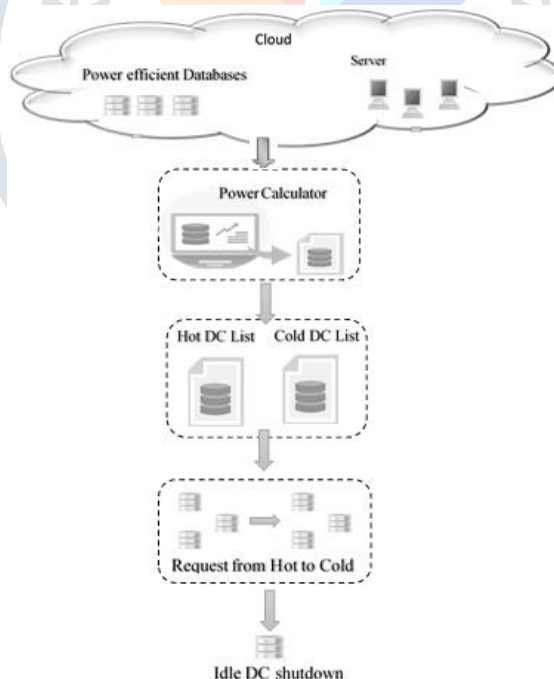 Cloud
Power efficient Databases
Server
Power Calculator
Hot DC List
Cold DC List
Request from Hot to Cold
Idle DC shutdown